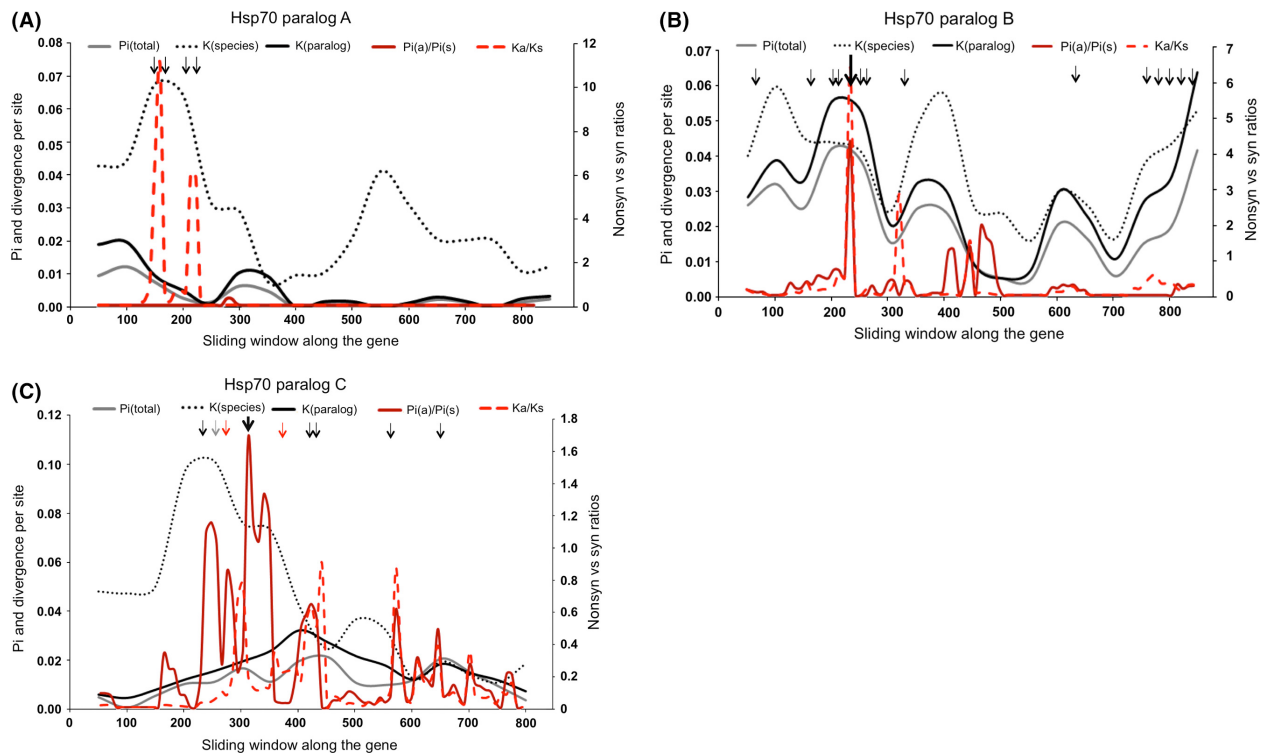 (A)
Hsp70 paralog A
Pi(total) K(species) K(paralog) Pi(a)/Pi(s) Ka/Ks
Pi and divergence per site
0.08
0.07
0.06
0.05
0.04
0.03
0.02
0.01
0.00
12
10
8
6
4
2
0
Nonsyn vs syn ratios
0 100 200 300 400 500 600 700 800
Sliding window along the gene
(B)
Hsp70 paralog B
Pi(total) K(species) K(paralog) Pi(a)/Pi(s) Ka/Ks
Pi and divergence per site
0.07
0.06
0.05
0.04
0.03
0.02
0.01
0.00
7
6
5
4
3
2
1
0
Nonsyn vs syn ratios
0 100 200 300 400 500 600 700 800
Sliding window along the gene
(C)
Hsp70 paralog C
Pi(total) K(species) K(paralog) Pi(a)/Pi(s) Ka/Ks
Pi and divergence per site
0.12
0.10
0.08
0.06
0.04
0.02
0.00
1.8
1.6
1.4
1.2
1.0
0.8
0.6
0.4
0.2
0
Nonsyn vs syn ratios
0 100 200 300 400 500 600 700 800
Sliding window along the gene